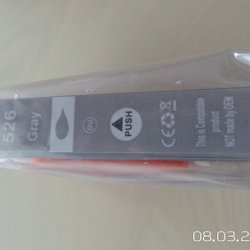 526
Gray
PUSH
This is Compatible
product
NOT made by OEM
08.03.2